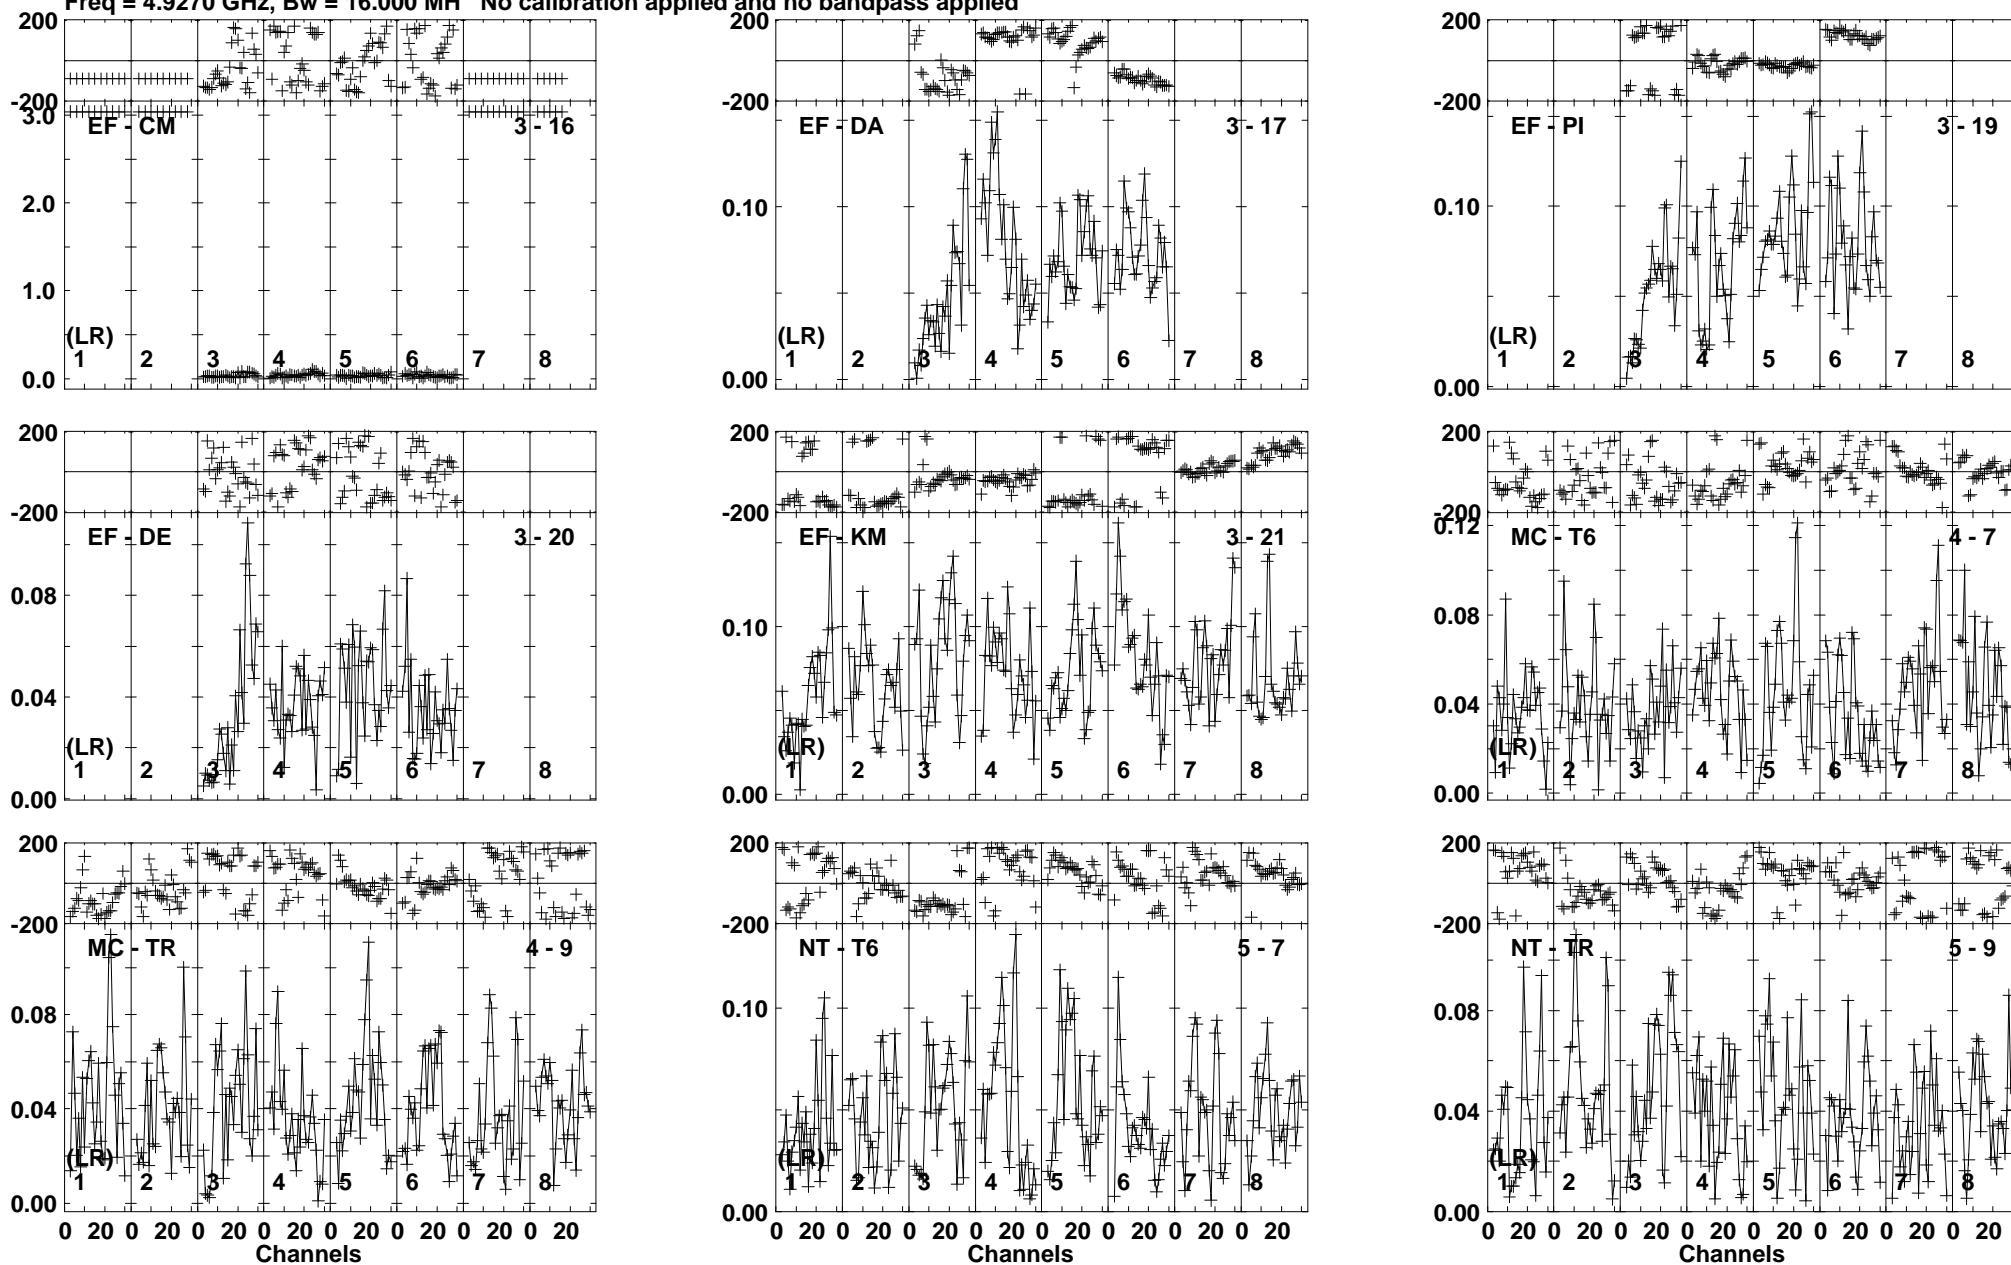 Freq = 4.9270 GHz, Bw = 16.000 MH No calibration applied and no bandpass applied
200 200 200
-200 -200 -200
3.0 EF - CM 3 - 16 EF - DA 3 - 17 EF - PI 3 - 19
2.0 0.10 0.10
1.0
(LR) (LR) (LR)
1 2 3 4 5 6 7 8 1 2 3 4 5 6 7 8 1 2 3 4 5 6 7 8
0.0 0.00 0.00
200 200 200
-200 -200 -200
EF - DE 3 - 20 EF - KM 3 - 21 0.12 MC - T6 4 - 7
0.08 0.10 0.08
0.04 0.04
(LR) (LR) (LR)
1 2 3 4 5 6 7 8 1 2 3 4 5 6 7 8 1 2 3 4 5 6 7 8
0.00 0.00 0.00
200 200 200
-200 -200 -200
MC - TR 4 - 9 NT - T6 5 - 7 NT - TR 5 - 9
0.08 0.10 0.08
0.04 0.04
(LR) (LR) (LR)
1 2 3 4 5 6 7 8 1 2 3 4 5 6 7 8 1 2 3 4 5 6 7 8
0.00 0.00 0.00
0 20 0 20 0 20 0 20 0 20 0 20 0 20 0 20 0 20 0 20 0 20 0 20 0 20 0 20 0 20 0 20 0 20 0 20 0 20 0 20 0 20 0 20 0 20 0 20
Channels Channels Channels